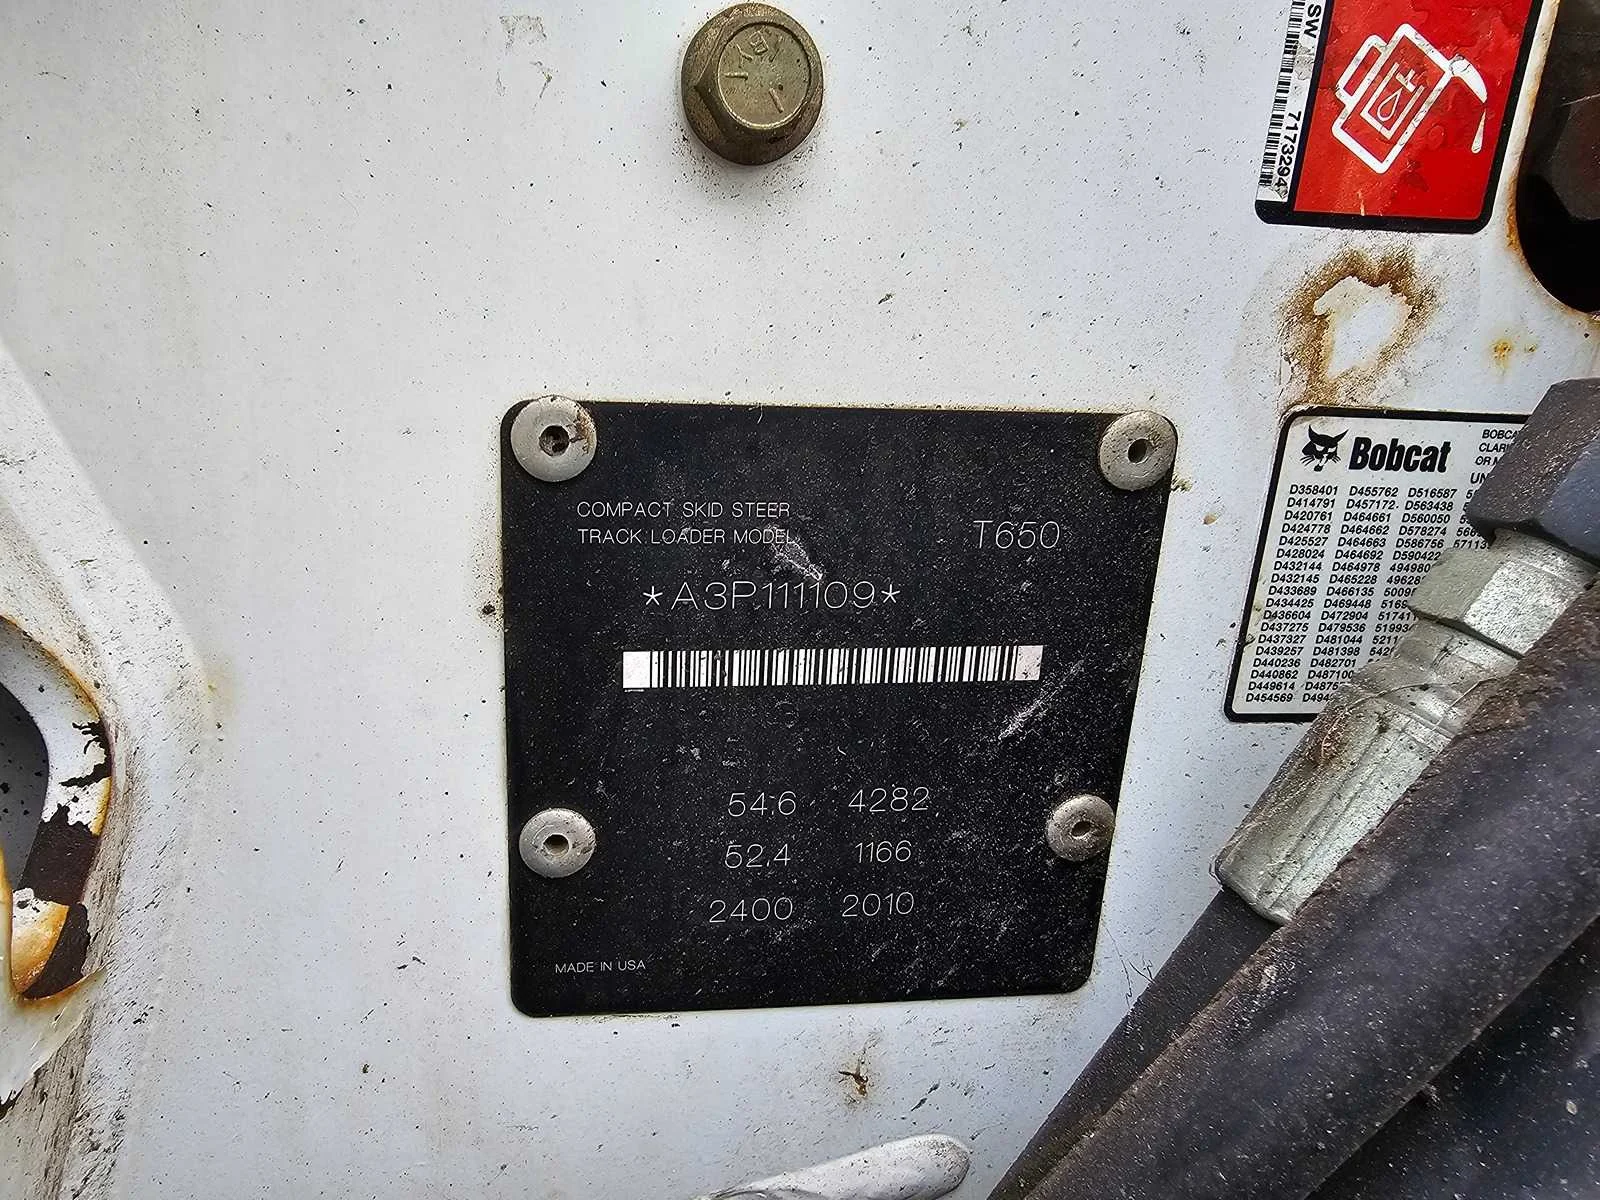 SW 7173294
COMPACT SKID STEER
TRACK LOADER MODEL T650
*A3P111109*
54.6 4282
52.4 1166
2400 2010
MADE IN USA
Bobcat
D358401 D455762 D516587
D414791 D457172 D563438
D420761 D464661 D560050
D424778 D464662 D578274
D425527 D464663 D586756
D428024 D464692 D590422
D432144 D464978
D432145 D465228
D433689 D466135
D434425 D469448
D436604 D472904
D437275 D479536
D437327 D481044
D439257 D481398
D440236 D482701
D440862
D449614
D454569